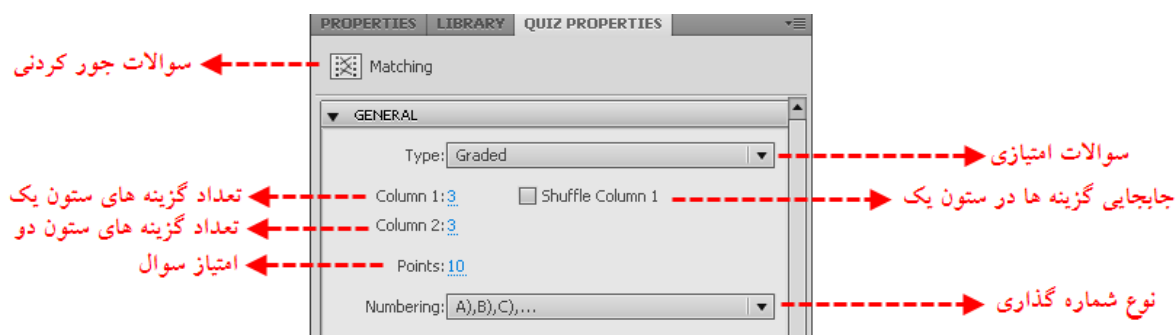 PROPERTIES LIBRARY QUIZ PROPERTIES
سوالات جور کردنی
Matching
GENERAL
Type: Graded
سوالات امتیازی
تعداد گزینه های ستون یک
Column 1: 3
Shuffle Column 1
جابجایی گزینه ها در ستون یک
تعداد گزینه های ستون دو
Column 2: 3
امتیاز سوال
Points: 10
Numbering: A),B),C),...
نوع شماره گذاری